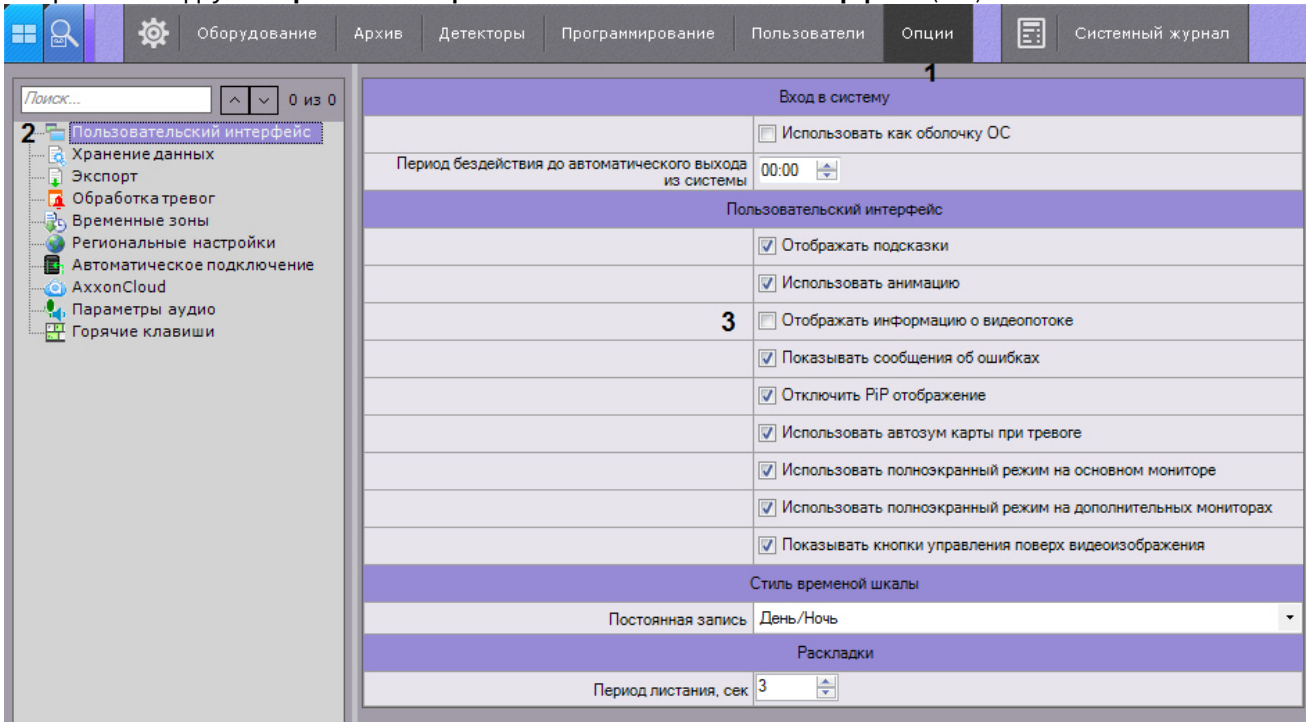 Оборудование Архив Детекторы Программирование Пользователи Опции Системный журнал
1
Поиск... 0 из 0
2 Пользовательский интерфейс
Хранение данных
Экспорт
Обработка тревог
Временные зоны
Региональные настройки
Автоматическое подключение
AxxonCloud
Параметры аудио
Горячие клавиши
Вход в систему
Использовать как оболочку ОС
Период бездействия до автоматического выхода
из системы 00:00
Пользовательский интерфейс
Отображать подсказки
Использовать анимацию
3 Отображать информацию о видеопотоке
Показывать сообщения об ошибках
Отключить PiP отображение
Использовать автозум карты при тревоге
Использовать полноэкранный режим на основном мониторе
Использовать полноэкранный режим на дополнительных мониторах
Показывать кнопки управления поверх видеоизображения
Стиль временой шкалы
Постоянная запись День/Ночь
Раскладки
Период листания, сек 3